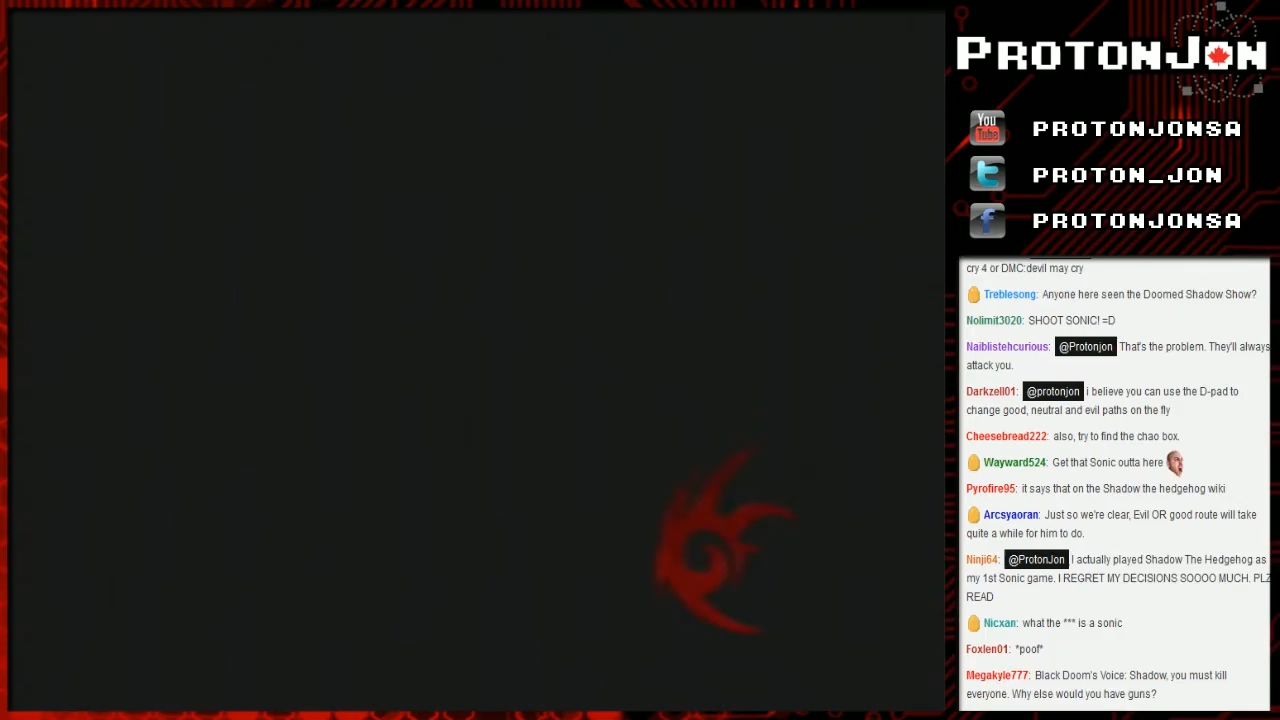 PROTONJON
You Tube PROTONJONSA
t PROTON_JON
f PROTONJONSA
cry 4 or DMC:devil may cry
Treblesong: Anyone here seen the Doomed Shadow Show?
Nolimit3020: SHOOT SONIC! =D
Naiblistehcurious: @Protonjon That's the problem. They'll always
attack you.
Darkzell01: @protonjon i believe you can use the D-pad to
change good, neutral and evil paths on the fly
Cheesebread222: also, try to find the chao box.
Wayward524: Get that Sonic outta here
Pyrofire95: it says that on the Shadow the hedgehog wiki
Arcsyaoran: Just so we're clear, Evil OR good route will take
quite a while for him to do.
Ninji64: @ProtonJon I actually played Shadow The Hedgehog as
my 1st Sonic game. I REGRET MY DECISIONS SOOOO MUCH. PLZ
READ
Nicxan: what the *** is a sonic
Foxlen01: *poof*
Megakyle777: Black Doom's Voice: Shadow, you must kill
everyone. Why else would you have guns?